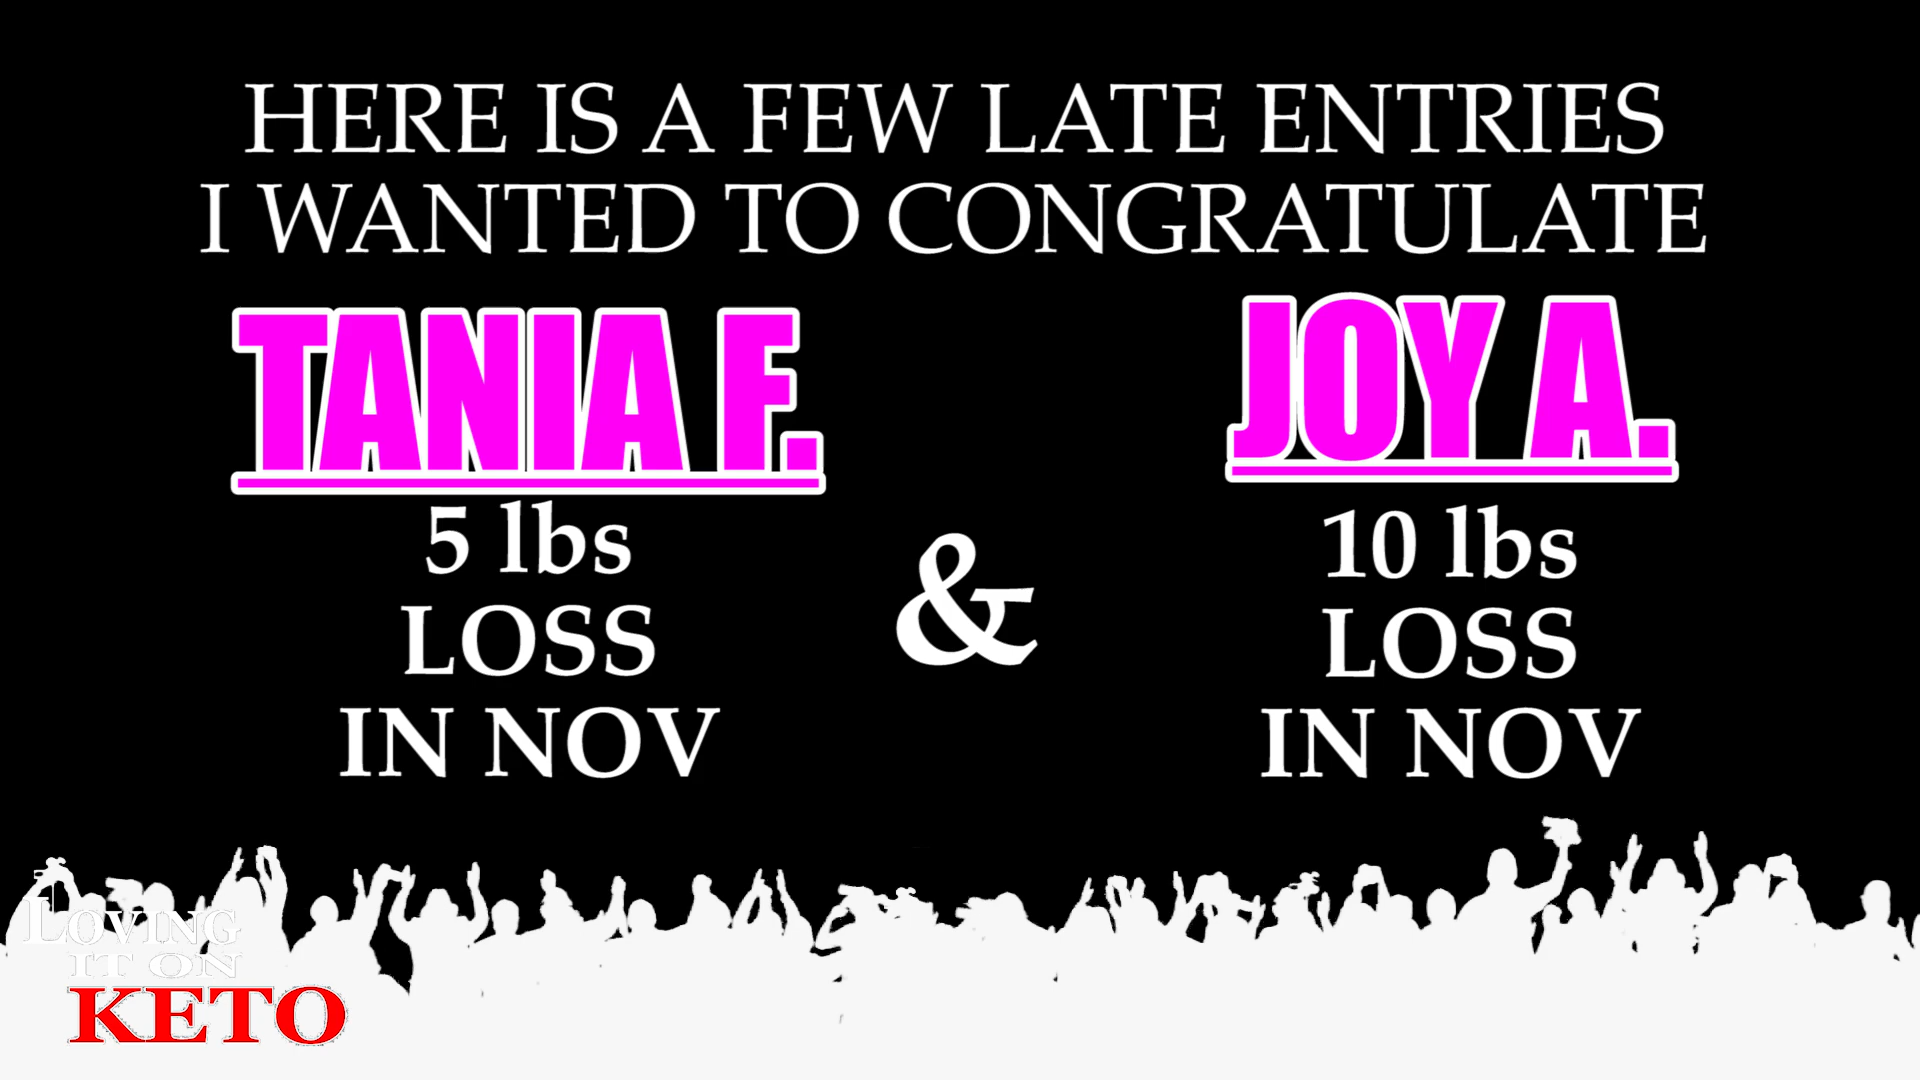 HERE IS A FEW LATE ENTRIES
I WANTED TO CONGRATULATE
TANIA F.
5 lbs
LOSS
IN NOV
&
JOY A.
10 lbs
LOSS
IN NOV
LOVING
IT ON
KETO